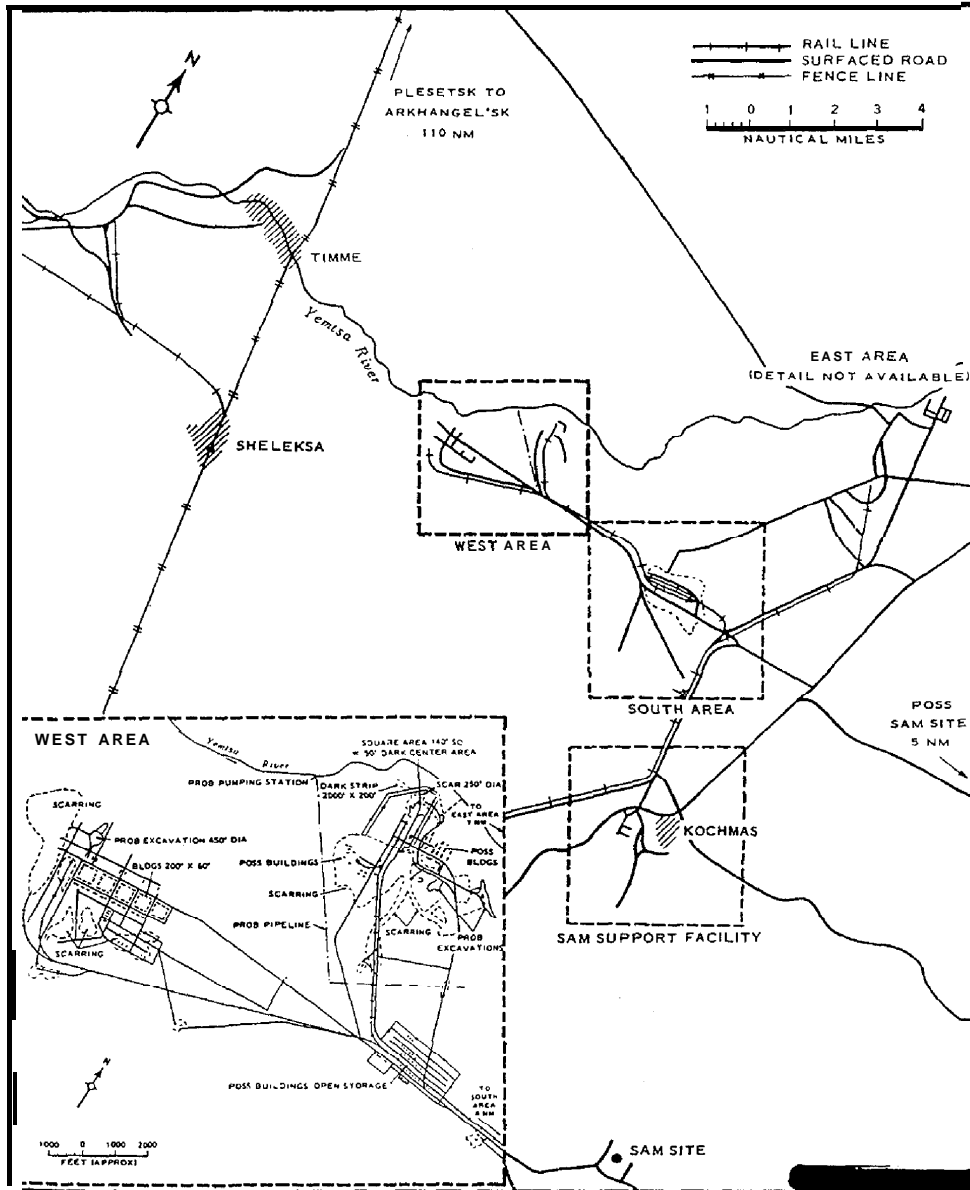 N
PLESETSK TO
ARKHANGEL'SK
110 NM
RAIL LINE
SURFACED ROAD
FENCE LINE
1 0 1 2 3 4
NAUTICAL MILES
TIMME
Yemtsa River
EAST AREA
(DETAIL NOT AVAILABLE)
SHELEKSA
WEST AREA
SOUTH AREA
POSS
SAM SITE
5 NM
KOCHMAS
SAM SUPPORT FACILITY
SAM SITE
WEST AREA
Yemtsa
River
SQUARE AREA 140' SQ
W 50' DARK CENTER AREA
PROB PUMPING STATION
DARK STRIP
2000' X 200'
SCAR 250' DIA
TO
EAST AREA
7 NM
SCARRING
PROB EXCAVATION 450' DIA
BLDGS 200' X 60'
POSS BUILDINGS
POSS
BLDGS
SCARRING
PROB PIPELINE
SCARRING
PROB
EXCAVATIONS
SCARRING
POSS BUILDINGS OPEN STORAGE
TO
SOUTH
AREA
NM
N
1000 0 1000 2000
FEET (APPROX)